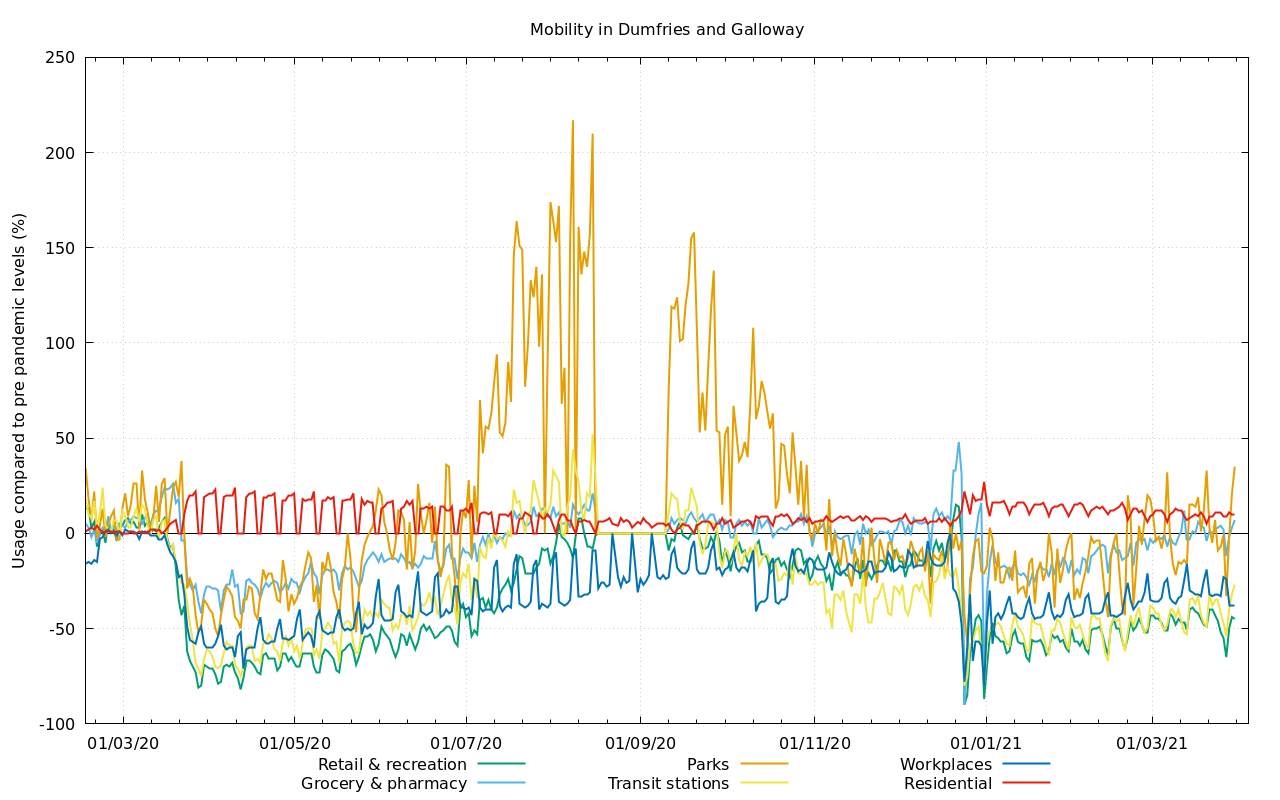 Mobility in Dumfries and Galloway
Usage compared to pre pandemic levels (%)
250
200
150
100
50
0
-50
-100
01/03/20 01/05/20 01/07/20 01/09/20 01/11/20 01/01/21 01/03/21
Retail & recreation Parks Workplaces
Grocery & pharmacy Transit stations Residential